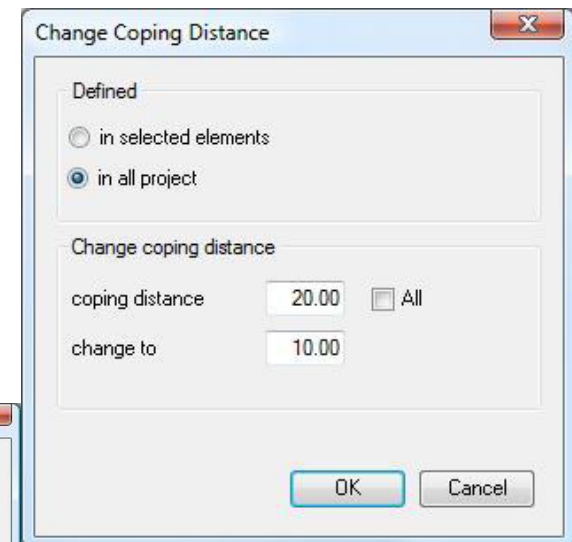 Change Coping Distance
Defined
in selected elements
in all project
Change coping distance
coping distance 20.00 All
change to 10.00
OK Cancel